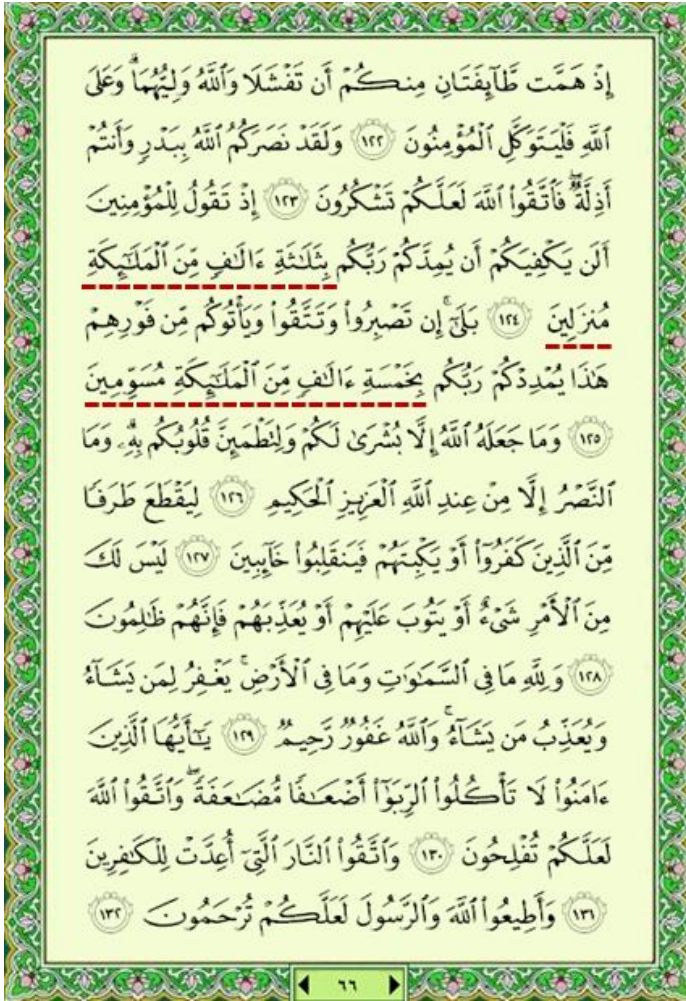 إِذْ هَمَّت طَّآئِفَتَانِ مِنكُمْ أَن تَفْشَلَا وَٱللَّهُ وَلِيُّهُمَا ۗ وَعَلَى
ٱللَّهِ فَلْيَتَوَكَّلِ ٱلْمُؤْمِنُونَ ١٢٢ وَلَقَدْ نَصَرَكُمُ ٱللَّهُ بِبَدْرٍ وَأَنتُمْ
أَذِلَّةٌ ۖ فَٱتَّقُوا۟ ٱللَّهَ لَعَلَّكُمْ تَشْكُرُونَ ١٢٣ إِذْ تَقُولُ لِلْمُؤْمِنِينَ
أَلَن يَكْفِيَكُمْ أَن يُمِدَّكُمْ رَبُّكُم بِثَلَٰثَةِ ءَالَٰفٍ مِّنَ ٱلْمَلَٰٓئِكَةِ
مُنزَلِينَ ١٢٤ بَلَىٰٓ ۚ إِن تَصْبِرُوا۟ وَتَتَّقُوا۟ وَيَأْتُوكُم مِّن فَوْرِهِمْ
هَٰذَا يُمْدِدْكُمْ رَبُّكُم بِخَمْسَةِ ءَالَٰفٍ مِّنَ ٱلْمَلَٰٓئِكَةِ مُسَوِّمِينَ
١٢٥ وَمَا جَعَلَهُ ٱللَّهُ إِلَّا بُشْرَىٰ لَكُمْ وَلِتَطْمَئِنَّ قُلُوبُكُم بِهِۦ ۗ وَمَا
ٱلنَّصْرُ إِلَّا مِنْ عِندِ ٱللَّهِ ٱلْعَزِيزِ ٱلْحَكِيمِ ١٢٦ لِيَقْطَعَ طَرَفًا
مِّنَ ٱلَّذِينَ كَفَرُوٓا۟ أَوْ يَكْبِتَهُمْ فَيَنقَلِبُوا۟ خَآئِبِينَ ١٢٧ لَيْسَ لَكَ
مِنَ ٱلْأَمْرِ شَىْءٌ أَوْ يَتُوبَ عَلَيْهِمْ أَوْ يُعَذِّبَهُمْ فَإِنَّهُمْ ظَٰلِمُونَ
١٢٨ وَلِلَّهِ مَا فِى ٱلسَّمَٰوَٰتِ وَمَا فِى ٱلْأَرْضِ ۚ يَغْفِرُ لِمَن يَشَآءُ
وَيُعَذِّبُ مَن يَشَآءُ ۚ وَٱللَّهُ غَفُورٌ رَّحِيمٌ ١٢٩ يَٰٓأَيُّهَا ٱلَّذِينَ
ءَامَنُوا۟ لَا تَأْكُلُوا۟ ٱلرِّبَوٰٓا۟ أَضْعَٰفًا مُّضَٰعَفَةً ۖ وَٱتَّقُوا۟ ٱللَّهَ
لَعَلَّكُمْ تُفْلِحُونَ ١٣٠ وَٱتَّقُوا۟ ٱلنَّارَ ٱلَّتِىٓ أُعِدَّتْ لِلْكَٰفِرِينَ
١٣١ وَأَطِيعُوا۟ ٱللَّهَ وَٱلرَّسُولَ لَعَلَّكُمْ تُرْحَمُونَ ١٣٢
٦٦